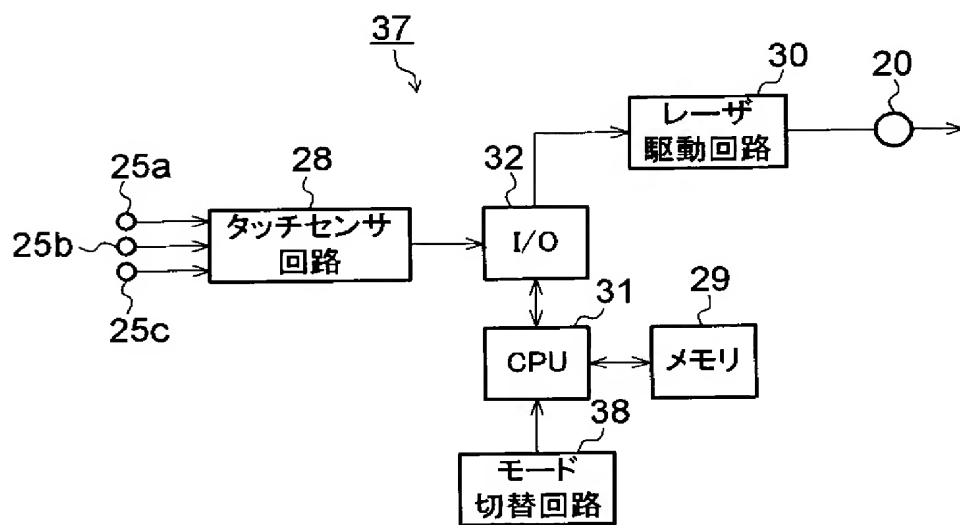 37
30
20
レーザ
駆動回路
32
28
25a
25b
25c
タッチセンサ
回路
I/O
31
29
CPU
メモリ
38
モード
切替回路